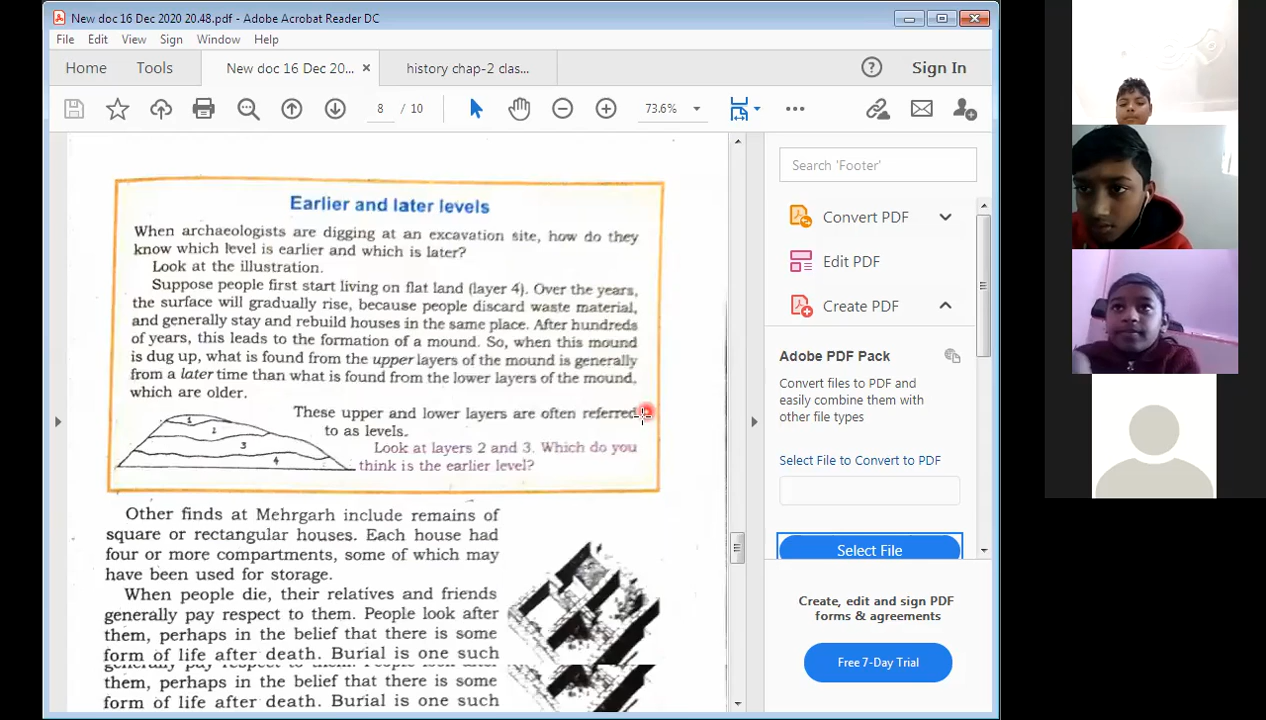 New doc 16 Dec 2020 20.48.pdf - Adobe Acrobat Reader DC
File Edit View Sign Window Help
Home Tools New doc 16 Dec 20... × history chap-2 clas... Sign In
8 / 10 73.6%
Earlier and later levels
When archaeologists are digging at an excavation site, how do they
know which level is earlier and which is later?
Look at the illustration.
Suppose people first start living on flat land (layer 4). Over the years,
the surface will gradually rise, because people discard waste material,
and generally stay and rebuild houses in the same place. After hundreds
of years, this leads to the formation of a mound. So, when this mound
is dug up, what is found from the upper layers of the mound is generally
from a later time than what is found from the lower layers of the mound,
which are older.
These upper and lower layers are often referred
to as levels.
Look at layers 2 and 3. Which do you
think is the earlier level?
1
3
4
Other finds at Mehrgarh include remains of
square or rectangular houses. Each house had
four or more compartments, some of which may
have been used for storage.
When people die, their relatives and friends
generally pay respect to them. People look after
them, perhaps in the belief that there is some
form of life after death. Burial is one such
generally pay respect to them. People look after
them, perhaps in the belief that there is some
form of life after death. Burial is one such
Search 'Footer'
Convert PDF
Edit PDF
Create PDF
Adobe PDF Pack
Convert files to PDF and
easily combine them with
other file types
Select File to Convert to PDF
Select File
Create, edit and sign PDF
forms & agreements
Free 7-Day Trial